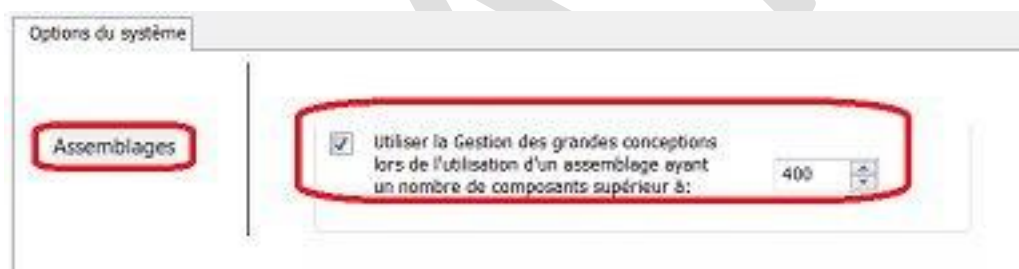 Options du système
Assemblages
Utiliser la Gestion des grandes conceptions
lors de l'utilisation d'un assemblage ayant
un nombre de composants supérieur à:
400